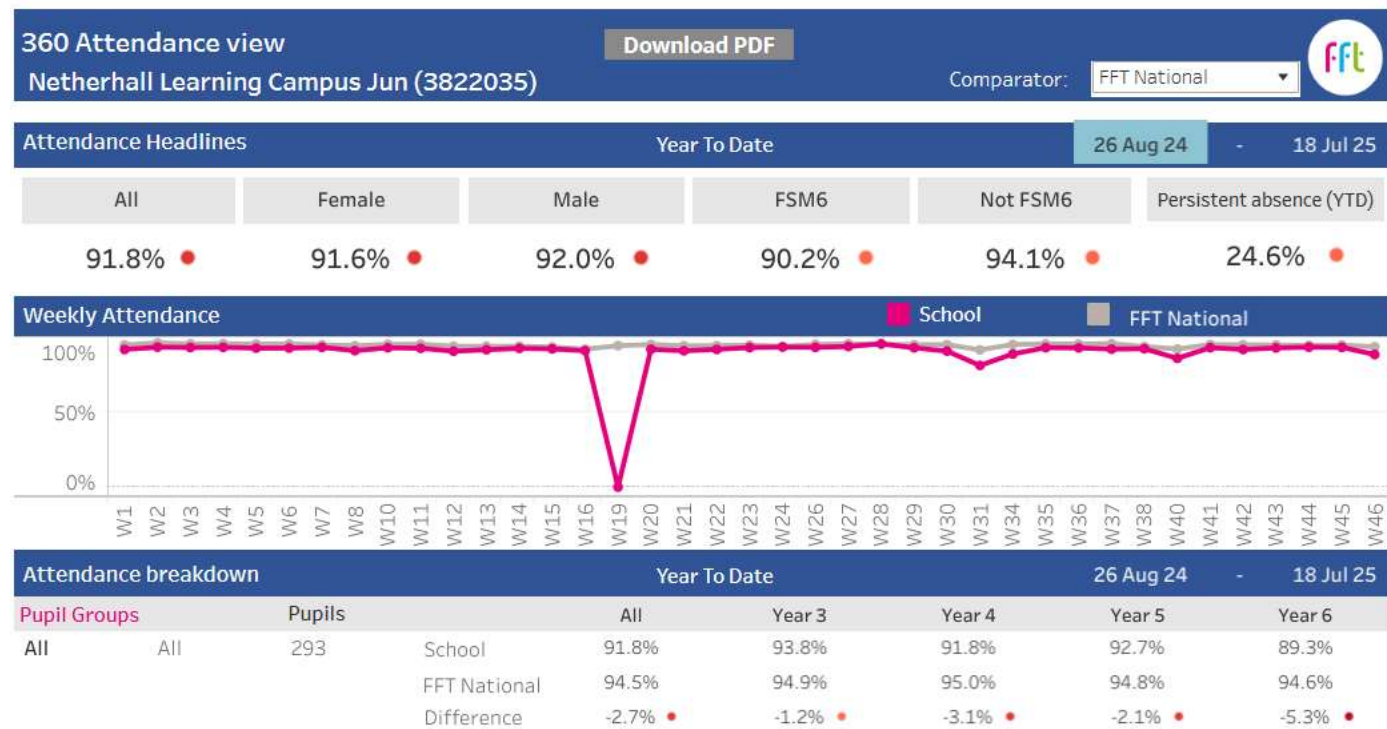 360 Attendance view
Download PDF
Netherhall Learning Campus Jun (3822035)
Comparator: FFT National
fft
Attendance Headlines Year To Date 26 Aug 24 - 18 Jul 25
All Female Male FSM6 Not FSM6 Persistent absence (YTD)
91.8% 91.6% 92.0% 90.2% 94.1% 24.6%
Weekly Attendance School FFT National
100%
50%
0%
W1 W2 W3 W4 W5 W6 W7 W8 W10 W11 W12 W13 W14 W15 W16 W19 W20 W21 W22 W23 W24 W26 W27 W28 W29 W30 W31 W34 W35 W36 W37 W38 W40 W41 W42 W43 W44 W45 W46
Attendance breakdown Year To Date 26 Aug 24 - 18 Jul 25
Pupil Groups Pupils All Year 3 Year 4 Year 5 Year 6
All All 293 School 91.8% 93.8% 91.8% 92.7% 89.3%
FFT National 94.5% 94.9% 95.0% 94.8% 94.6%
Difference -2.7% -1.2% -3.1% -2.1% -5.3%